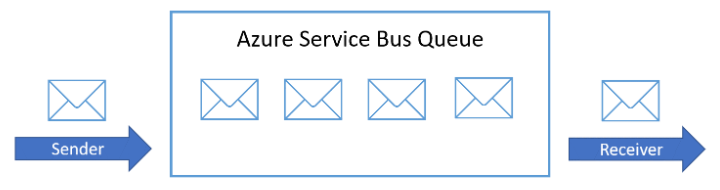 Azure Service Bus Queue
Sender
Receiver